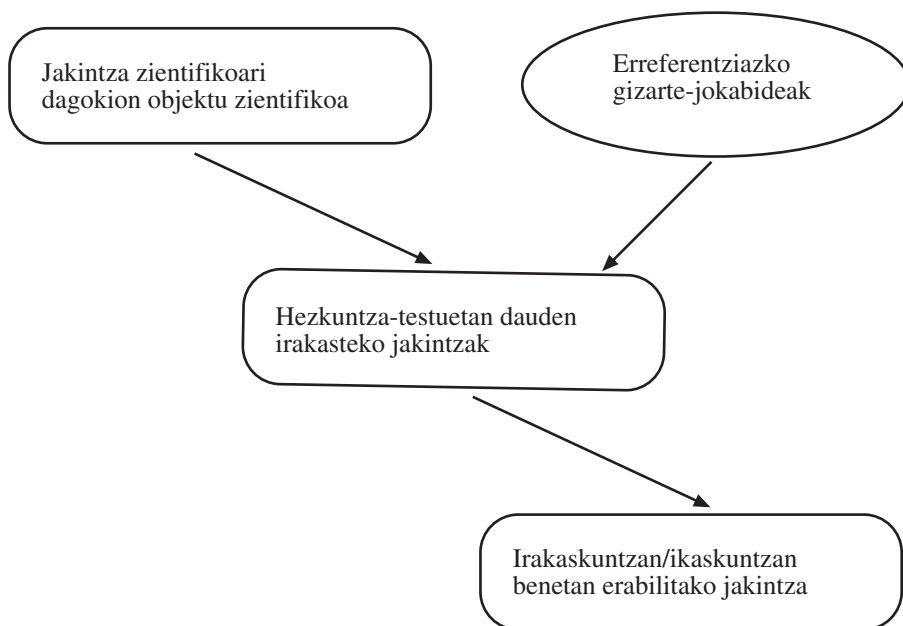 Jakintza zientifikoari
dagokion objektu zientifikoa
Erreferentziazko
gizarte-jokabideak
Hezkuntza-testuetan dauden
irakasteko jakintzak
Irakaskuntzan/ikaskuntzan
benetan erabilitako jakintza